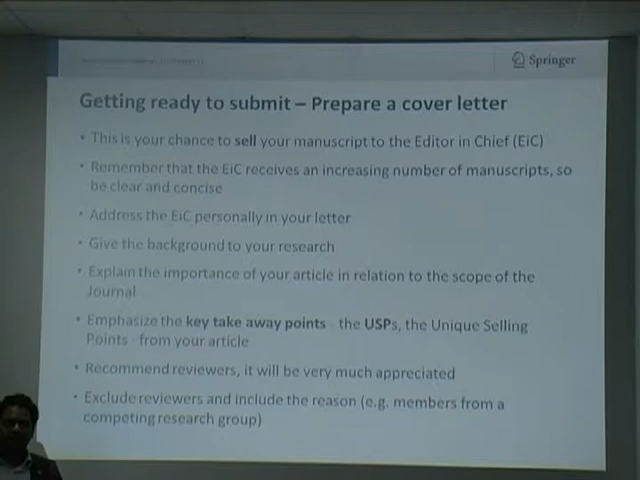 Springer
Getting ready to submit – Prepare a cover letter
• This is your chance to sell your manuscript to the Editor in Chief (EiC)
• Remember that the EiC receives an increasing number of manuscripts, so
be clear and concise
• Address the EiC personally in your letter
• Give the background to your research
• Explain the importance of your article in relation to the scope of the
Journal
• Emphasize the key take away points - the USPs, the Unique Selling
Points - from your article
• Recommend reviewers, it will be very much appreciated
• Exclude reviewers and include the reason (e.g. members from a
competing research group)